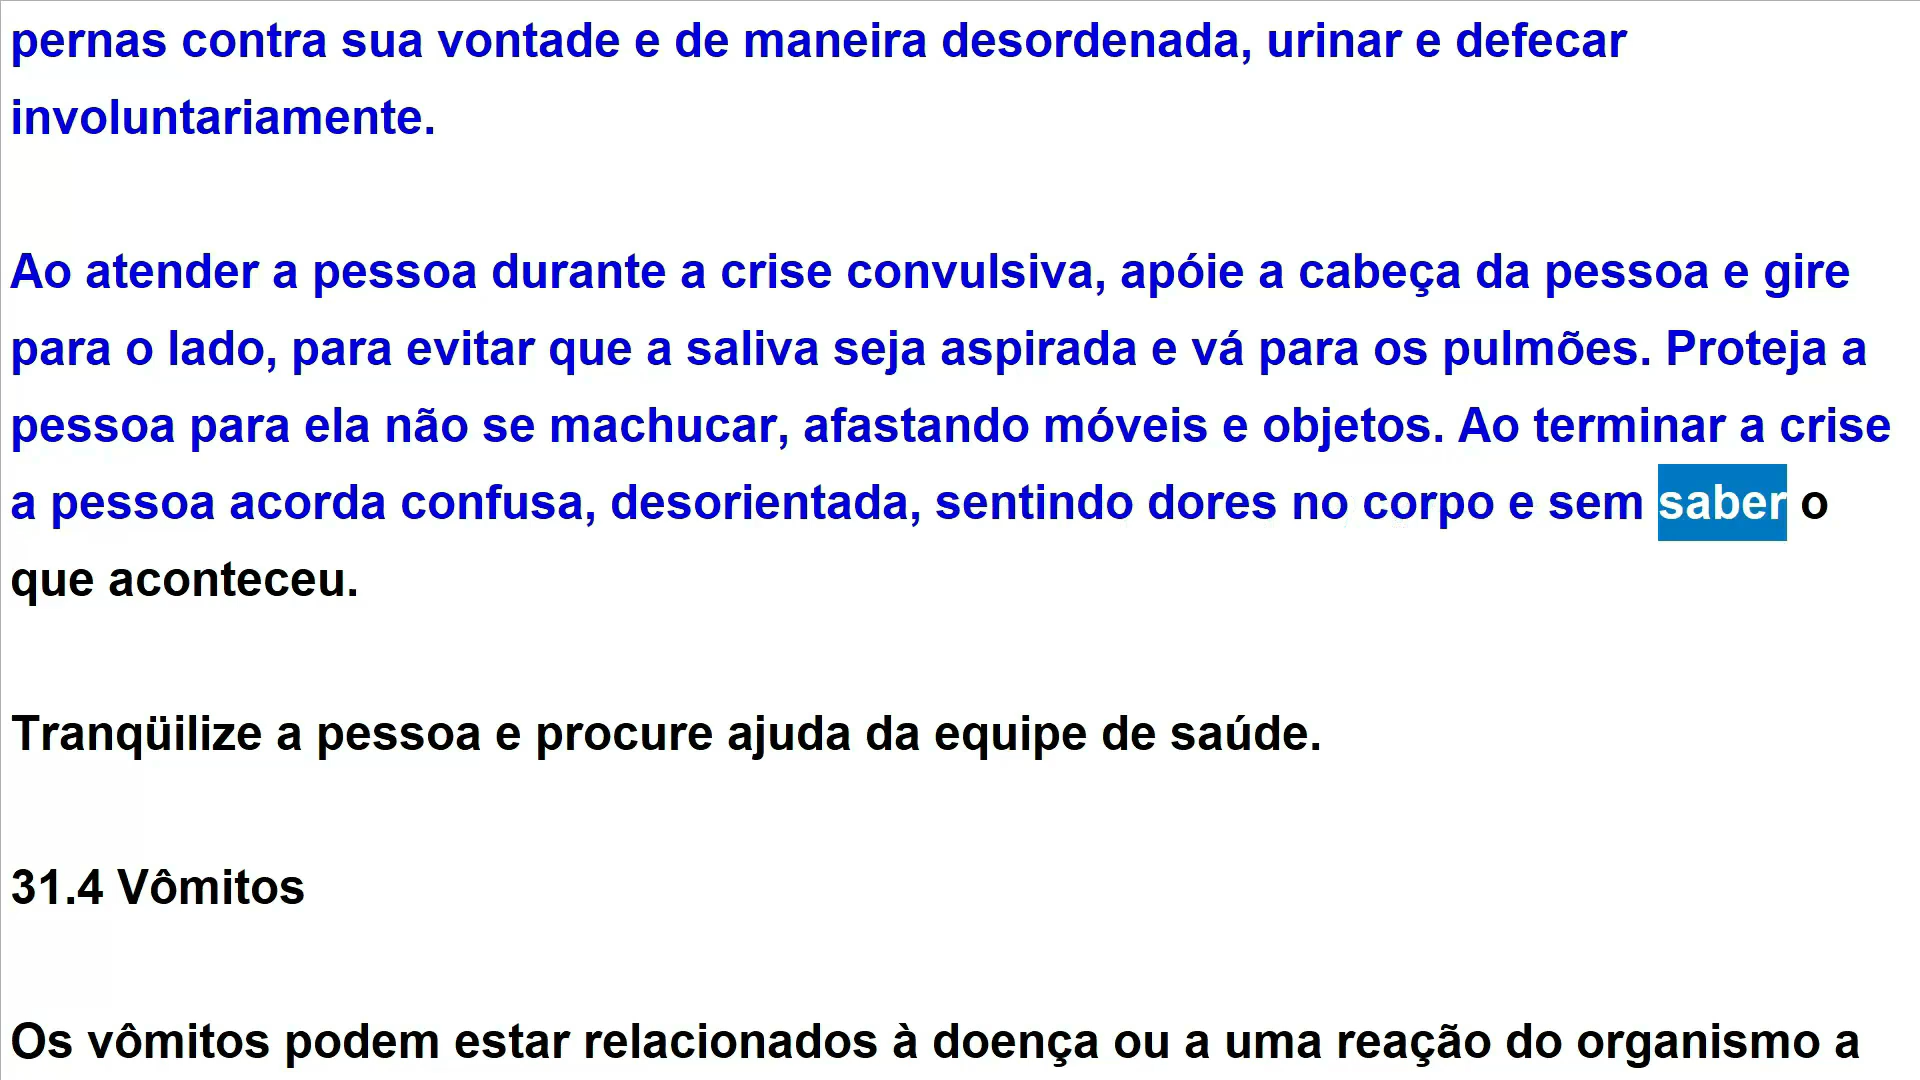 pernas contra sua vontade e de maneira desordenada, urinar e defecar
involuntariamente.
Ao atender a pessoa durante a crise convulsiva, apóie a cabeça da pessoa e gire
para o lado, para evitar que a saliva seja aspirada e vá para os pulmões. Proteja a
pessoa para ela não se machucar, afastando móveis e objetos. Ao terminar a crise
a pessoa acorda confusa, desorientada, sentindo dores no corpo e sem saber o
que aconteceu.
Tranqüilize a pessoa e procure ajuda da equipe de saúde.
31.4 Vômitos
Os vômitos podem estar relacionados à doença ou a uma reação do organismo a